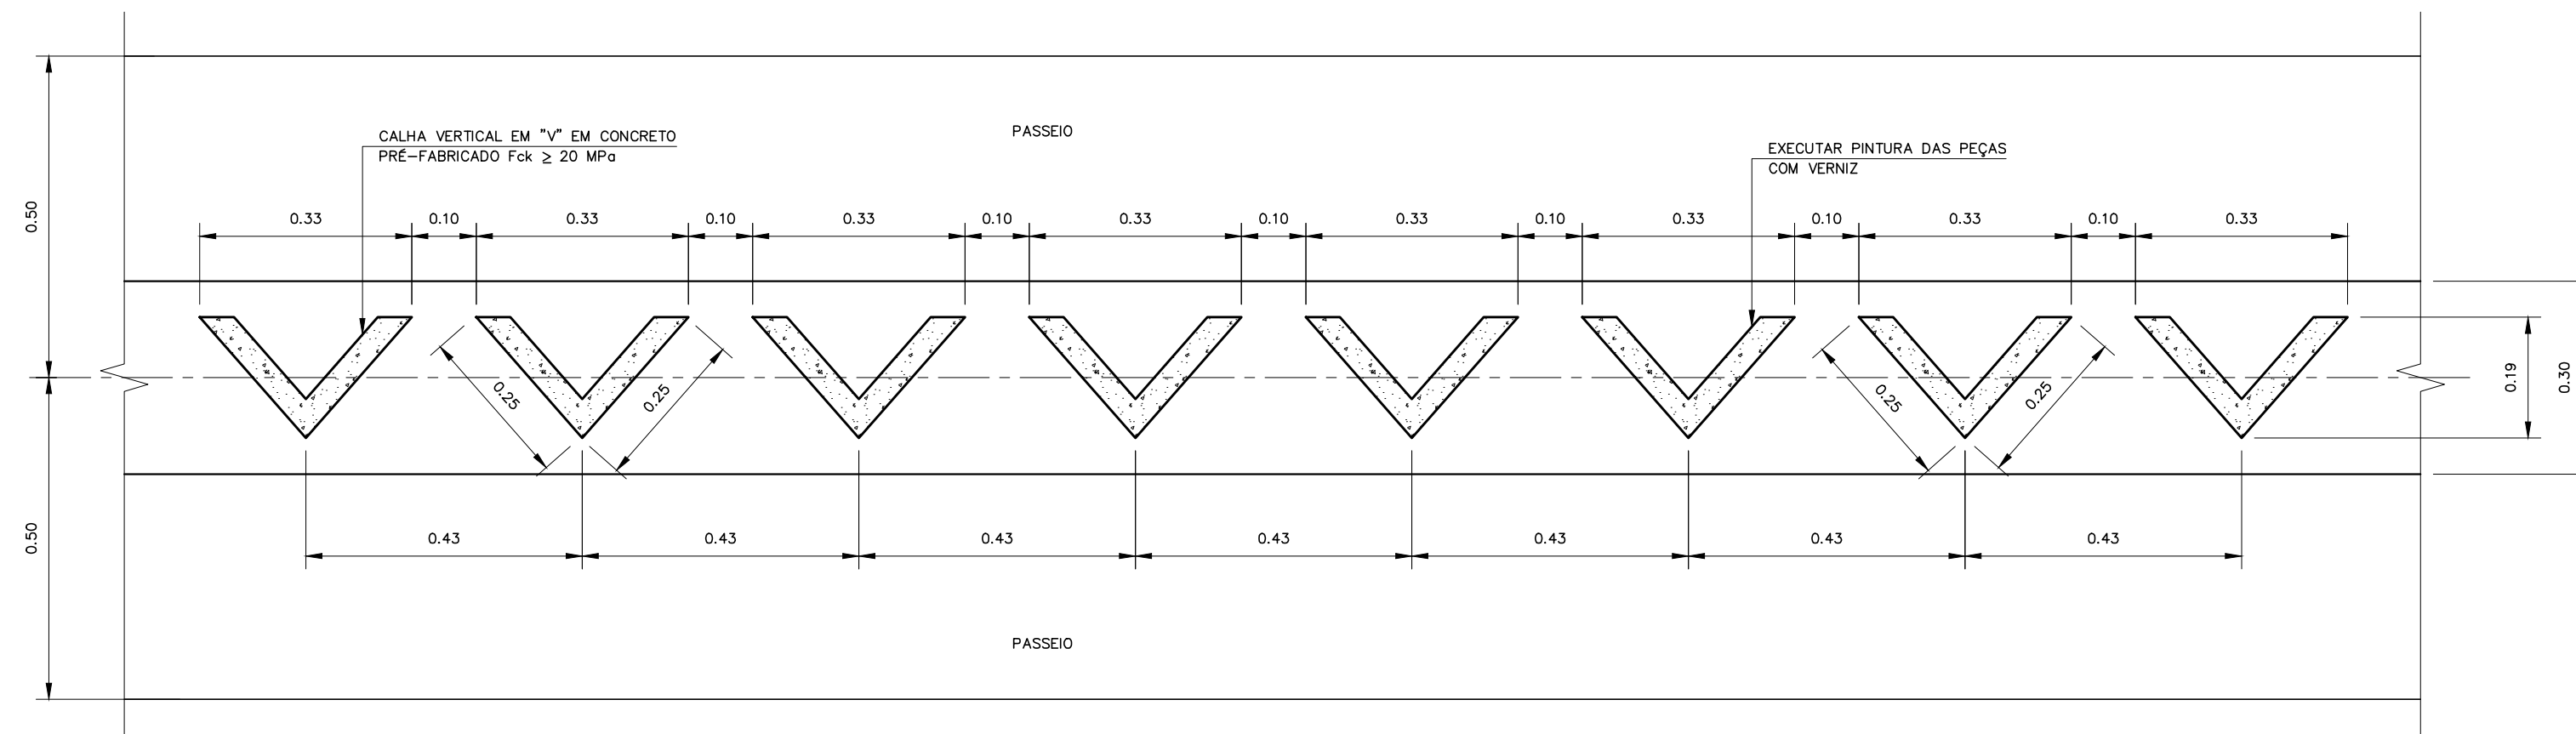 PASSEIO
CALHA VERTICAL EM "V" EM CONCRETO
PRÉ-FABRICADO Fck ≥ 20 MPa
EXECUTAR PINTURA DAS PEÇAS
COM VERNIZ
0.50
0.33 0.10 0.33 0.10 0.33 0.10 0.33 0.10 0.33 0.10 0.33 0.10 0.33 0.10 0.33
0.25 0.25 0.25 0.25
0.19 0.30
0.50
0.43 0.43 0.43 0.43 0.43 0.43 0.43
PASSEIO